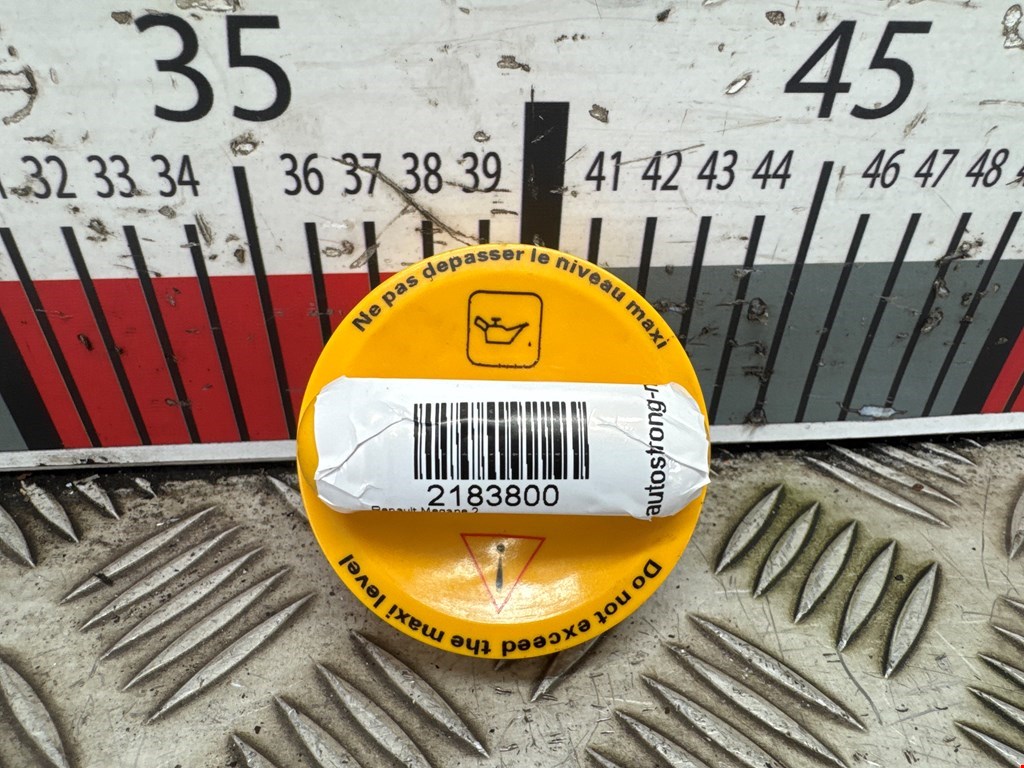 35
45
32 33 34 36 37 38 39 41 42 43 44 46 47 48
Ne pas depasser le niveau maxi
autostrong-r
2183800
Renault Megane 2
Do not exceed the maxi level